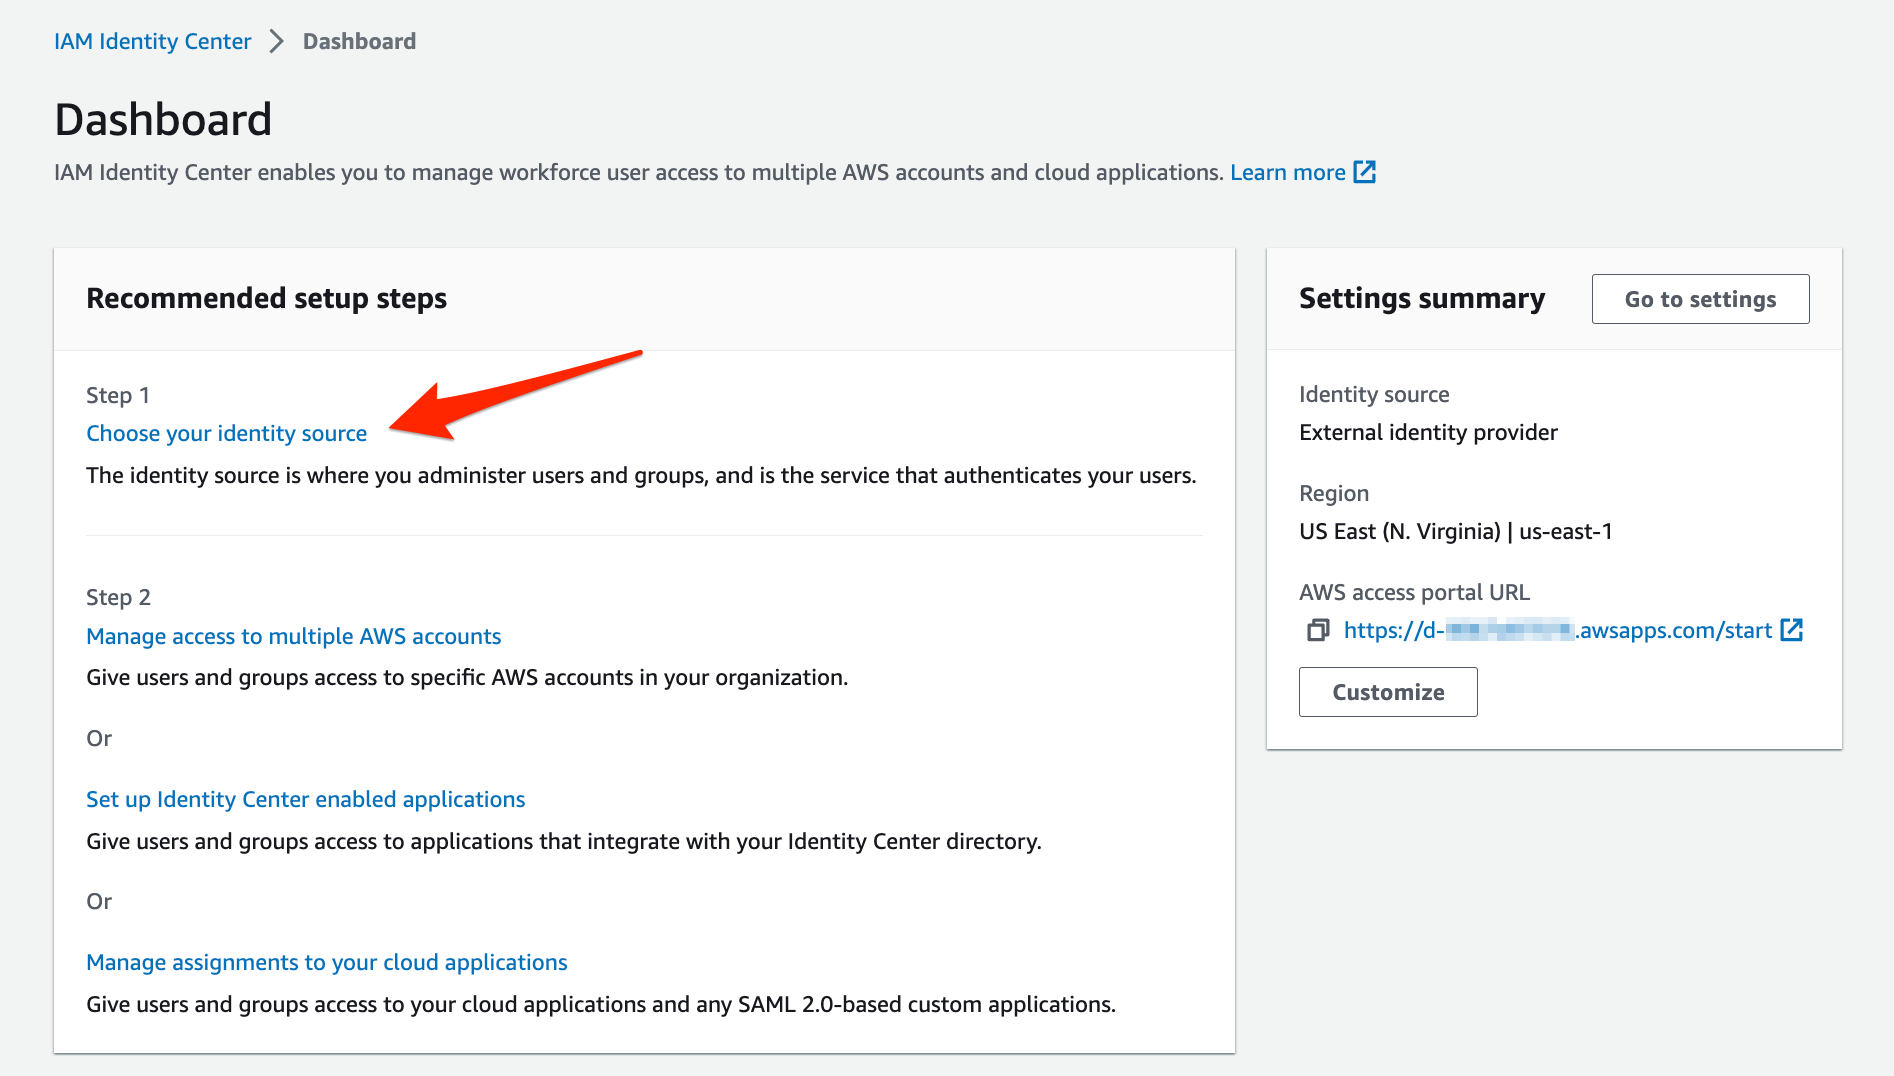 IAM Identity Center > Dashboard
Dashboard
IAM Identity Center enables you to manage workforce user access to multiple AWS accounts and cloud applications. Learn more
Recommended setup steps
Step 1
Choose your identity source
The identity source is where you administer users and groups, and is the service that authenticates your users.
Step 2
Manage access to multiple AWS accounts
Give users and groups access to specific AWS accounts in your organization.
Or
Set up Identity Center enabled applications
Give users and groups access to applications that integrate with your Identity Center directory.
Or
Manage assignments to your cloud applications
Give users and groups access to your cloud applications and any SAML 2.0-based custom applications.
Settings summary
Go to settings
Identity source
External identity provider
Region
US East (N. Virginia) | us-east-1
AWS access portal URL
https://d- .awsapps.com/start
Customize